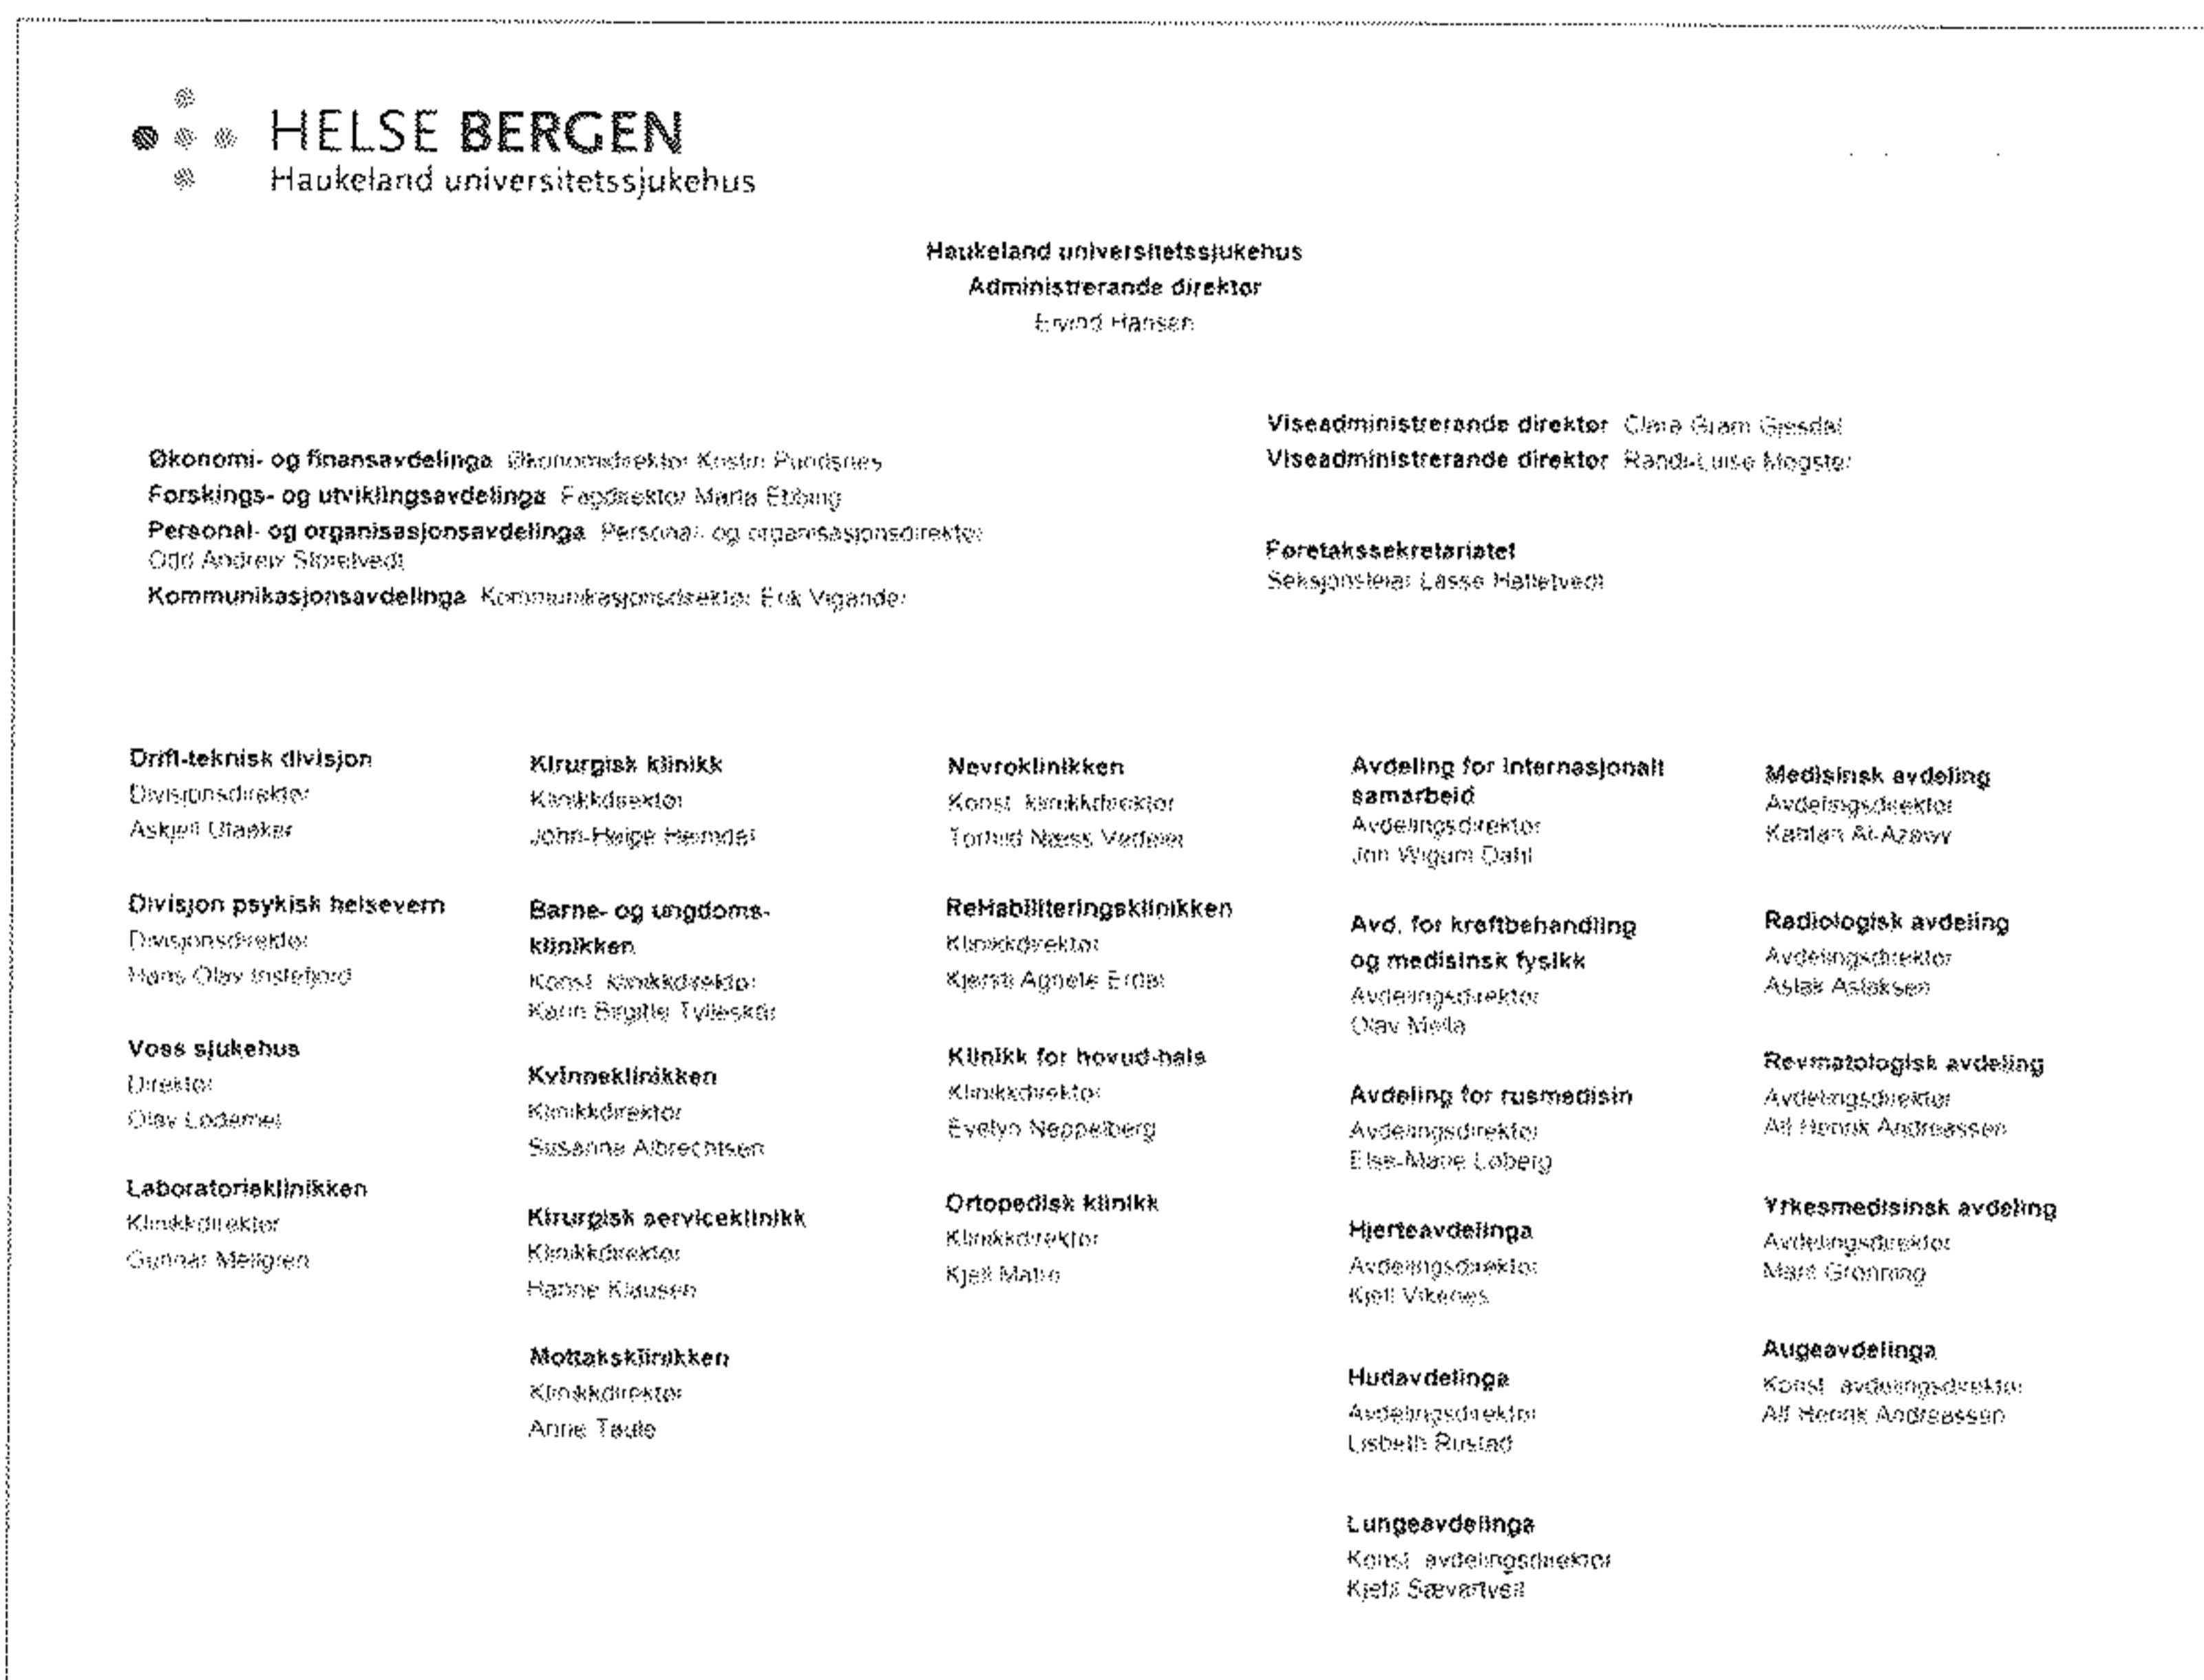 HELSE BERGEN
Haukeland universitetssjukehus
Haukeland universitetssjukehus
Administrerande direktør
Eivind Hansen
Viseadministrerande direktør Clara Gram Gjesdal
Viseadministrerande direktør Randi-Luise Møgster
Økonomi- og finansavdelinga Økonomidirektør
Forskings- og utviklingsavdelinga Fagdirektør Marta Ebbing
Personal- og organisasjonsavdelinga Personal- og organisasjonsdirektør
Odd Andreix Storetvedt
Kommunikasjonsavdelinga Kommunikasjonsdirektør Erik Vigander
Foretakssekretariatet
Seksjonsleiar Lasse Halletvedt
Drift-teknisk divisjon
Divisjonsdirektør
Askjell Utaaker
Divisjon psykisk helsevern
Divisjonsdirektør
Hans Olav Instefjord
Voss sjukehus
Direktør
Olav Lødemel
Laboratorieklinikken
Klinikkdirektør
Gunnar Mellgren
Kirurgisk klinikk
Klinikkdirektør
John-Helge Heimdal
Barne- og ungdoms-
klinikken
Konst. klinikkdirektør
Karin Birgitte Tylleskär
Kvinneklinikken
Klinikkdirektør
Susanne Albrechtsen
Kirurgisk serviceklinikk
Klinikkdirektør
Hanne Klausen
Mottaksklinikken
Klinikkdirektør
Anne Taule
Nevroklinikken
Konst. klinikkdirektør
Torhild Næss Vedeler
ReHabiliteringsklinikken
Klinikkdirektør
Kjersti Agnete Erdal
Klinikk for hovud-hals
Klinikkdirektør
Evelyn Neppelberg
Ortopedisk klinikk
Klinikkdirektør
Kjell Matre
Avdeling for internasjonalt
samarbeid
Avdelingsdirektør
Jon Wigum Dahl
Avd. for kreftbehandling
og medisinsk fysikk
Avdelingsdirektør
Olav Mella
Avdeling for rusmedisin
Avdelingsdirektør
Else-Marie Løberg
Hjerteavdelinga
Avdelingsdirektør
Kjell Vikenes
Hudavdelinga
Avdelingsdirektør
Lisbeth Rustad
Lungeavdelinga
Konst. avdelingsdirektør
Kjetil Sævartveit
Medisinsk avdeling
Avdelingsdirektør
Kahtan Al-Azawy
Radiologisk avdeling
Avdelingsdirektør
Aslak Aslaksen
Revmatologisk avdeling
Avdelingsdirektør
Alf Henrik Andreassen
Yrkesmedisinsk avdeling
Avdelingsdirektør
Marit Grønning
Augeavdelinga
Konst. avdelingsdirektør
Alf Henrik Andreassen